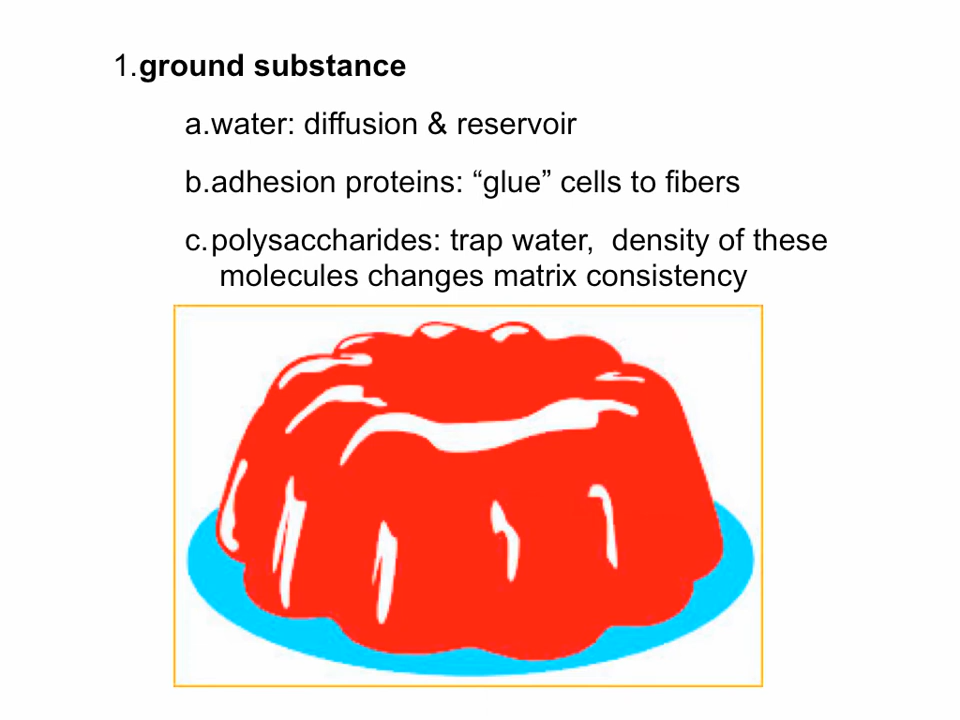 1.ground substance
a.water: diffusion & reservoir
b.adhesion proteins: “glue” cells to fibers
c.polysaccharides: trap water,  density of these
molecules changes matrix consistency